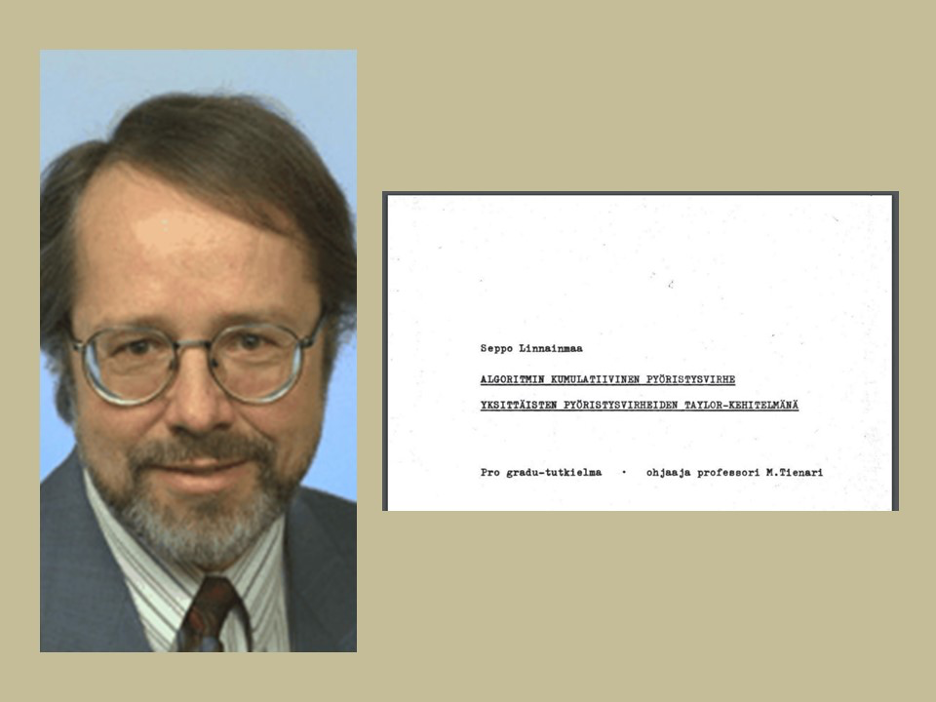 Seppo Linnainmaa
ALGORITMIN KUMULATIIVINEN PYÖRISTYSVIRHE
YKSITTÄISTEN PYÖRISTYSVIRHEIDEN TAYLOR-KEHITELMÄNÄ
Pro gradu-tutkielma · ohjaaja professori M.Tienari